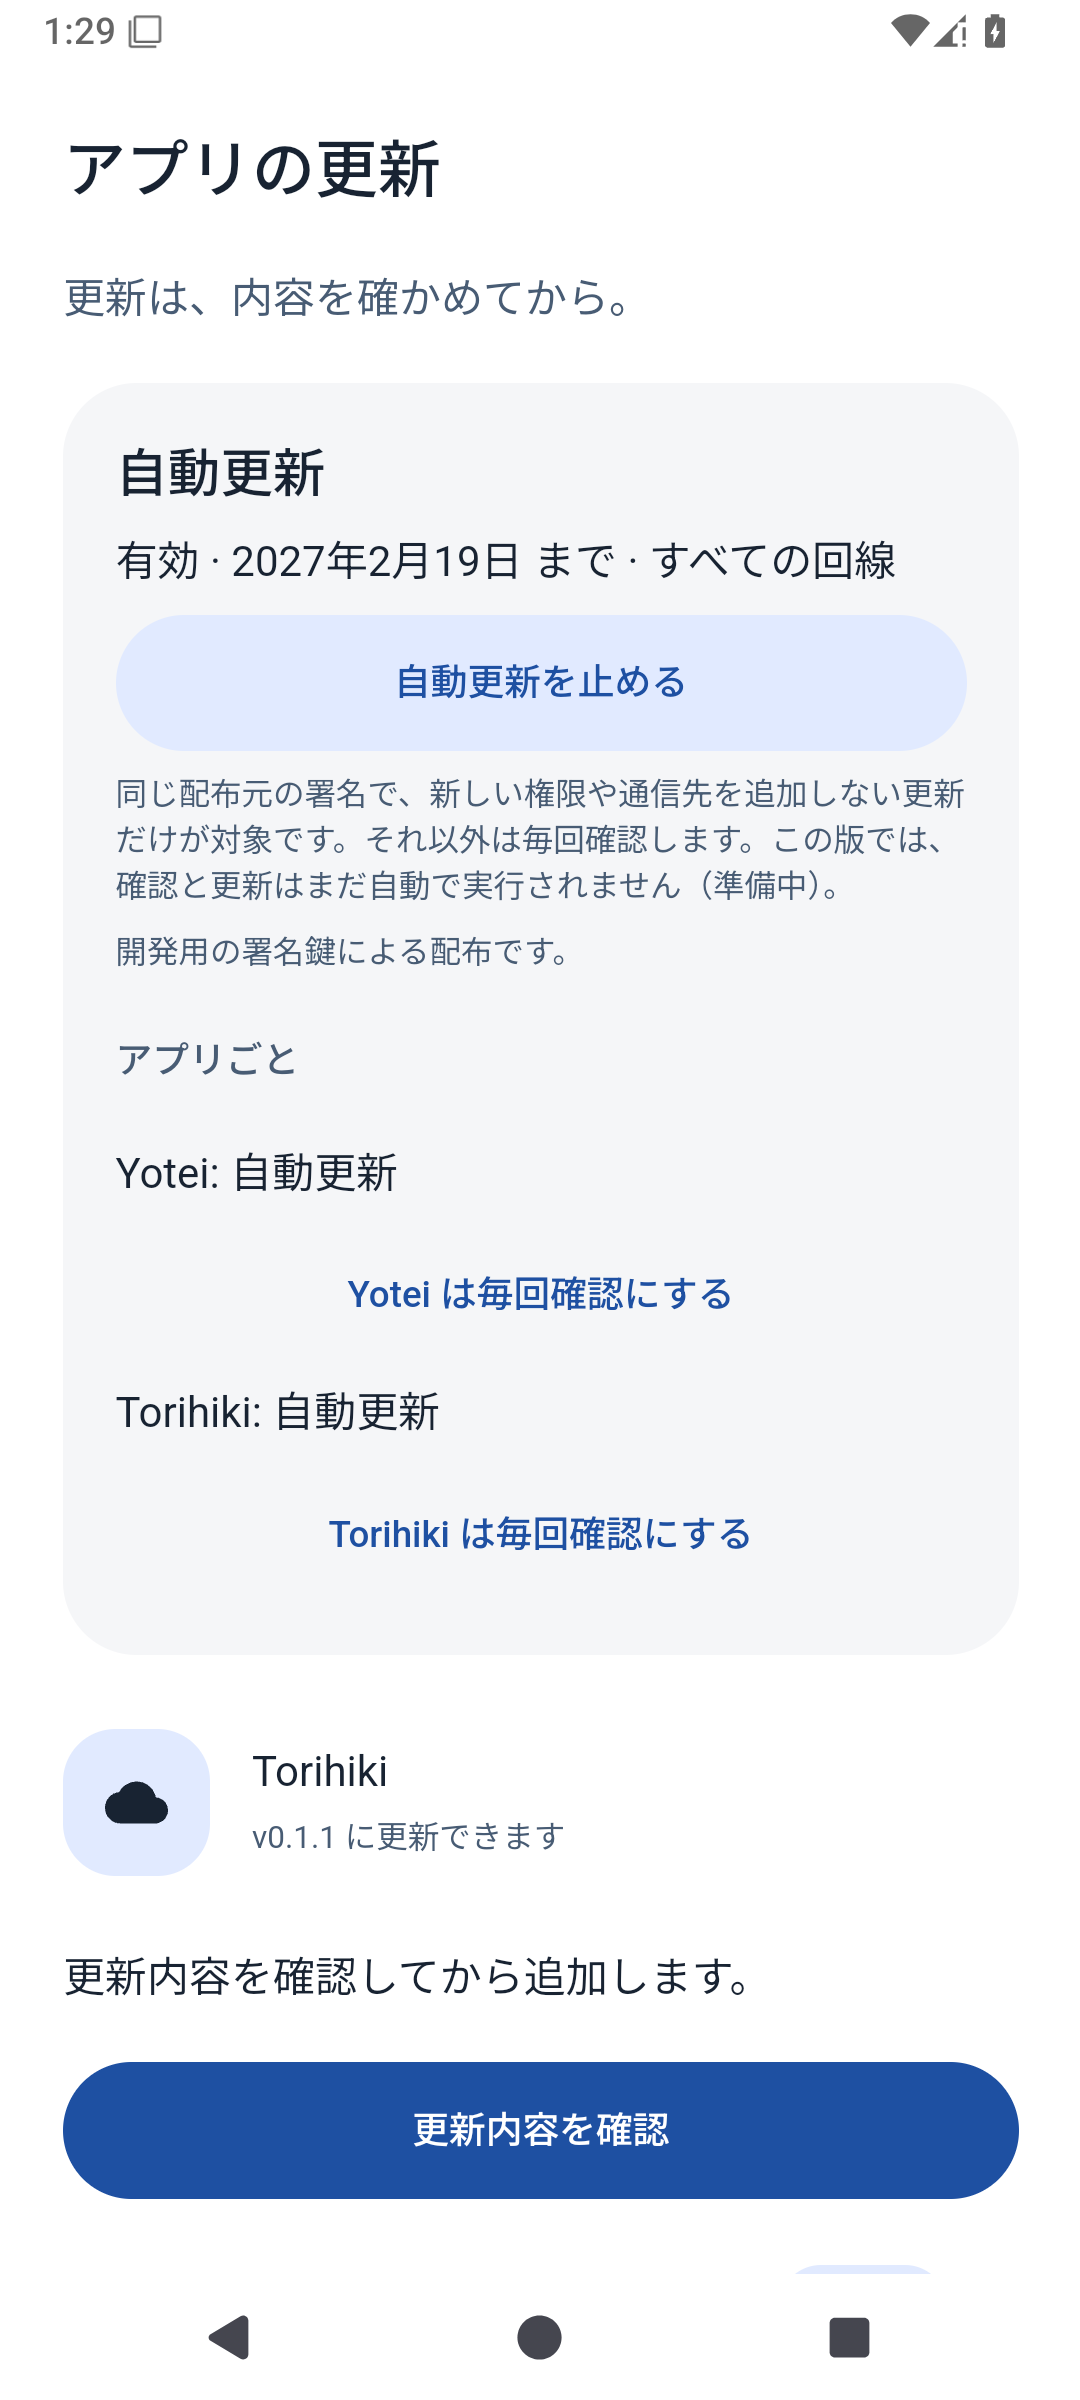 1:29
アプリの更新
更新は、内容を確かめてから。
自動更新
有効 · 2027年2月19日 まで · すべての回線
自動更新を止める
同じ配布元の署名で、新しい権限や通信先を追加しない更新
だけが対象です。それ以外は毎回確認します。この版では、
確認と更新はまだ自動で実行されません（準備中）。
開発用の署名鍵による配布です。
アプリごと
Yotei: 自動更新
Yotei は毎回確認にする
Torihiki: 自動更新
Torihiki は毎回確認にする
Torihiki
v0.1.1 に更新できます
更新内容を確認してから追加します。
更新内容を確認